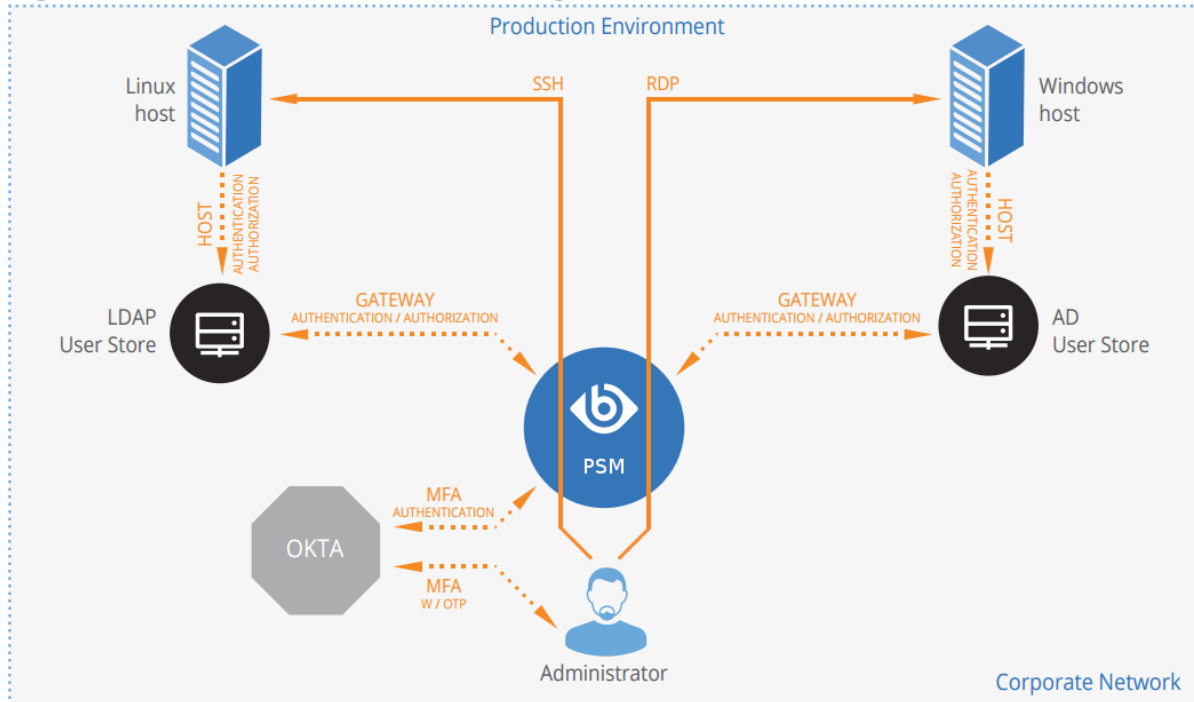 Production Environment
Linux
host
SSH
RDP
Windows
host
HOST
AUTHENTICATION
AUTHORIZATION
HOST
AUTHENTICATION
AUTHORIZATION
LDAP
User Store
GATEWAY
AUTHENTICATION / AUTHORIZATION
GATEWAY
AUTHENTICATION / AUTHORIZATION
AD
User Store
b
PSM
MFA
AUTHENTICATION
OKTA
MFA
W / OTP
Administrator
Corporate Network